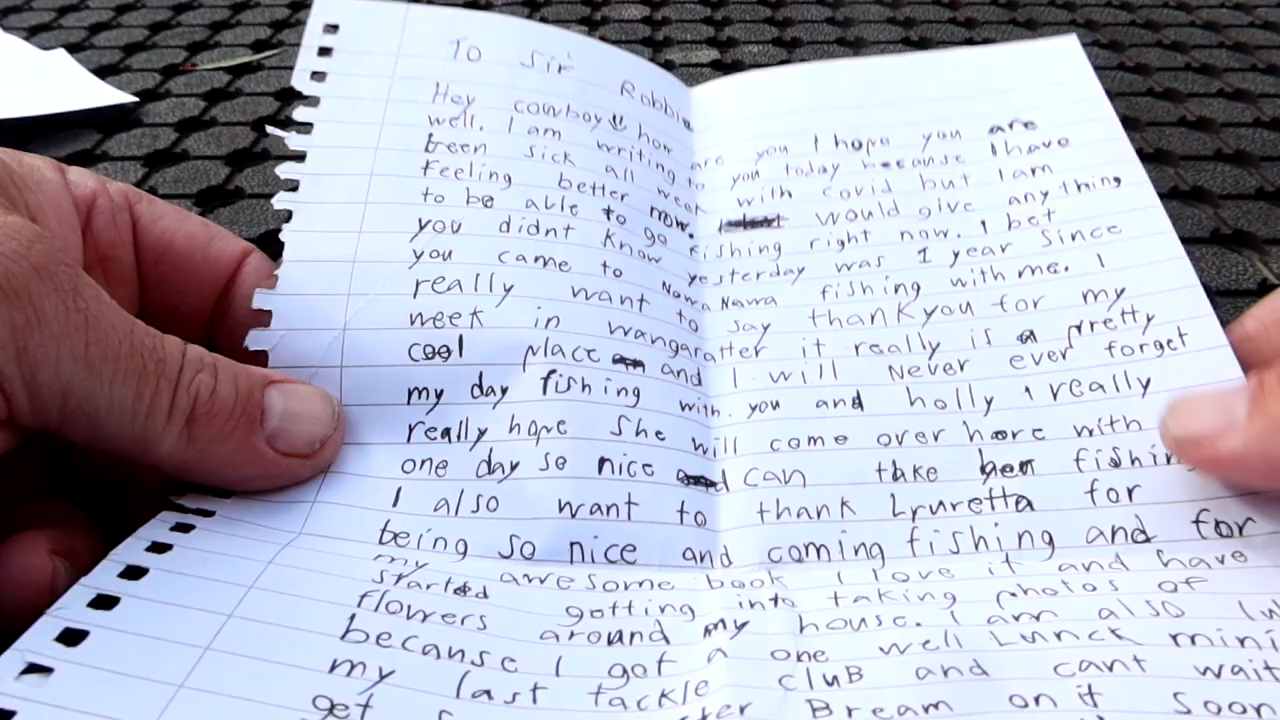 To Sir Robbie
Hey cowboy how are you I hope you are
well. I am writing to you today because I have
been sick all week with covid but I am
feeling better now. would give anything
to be able to go fishing right now. I bet
you didnt know yesterday was 1 year since
you came to Nawa Nawa fishing with me. I
really want to say thankyou for my
week in wangaratter it really is a pretty
cool place and I will Never ever forget
my day fishing with. you and holly I really
really hope She will come over here with
one day so nice can take her fishin
I also want to thank Lruretta for
being so nice and coming fishing and for
my awesome book I love it and have
started getting into taking photos of
flowers around my house. I am also
because I got a one well Lunck mini
my last tackle cluB and cant wait
get Bream on it soon